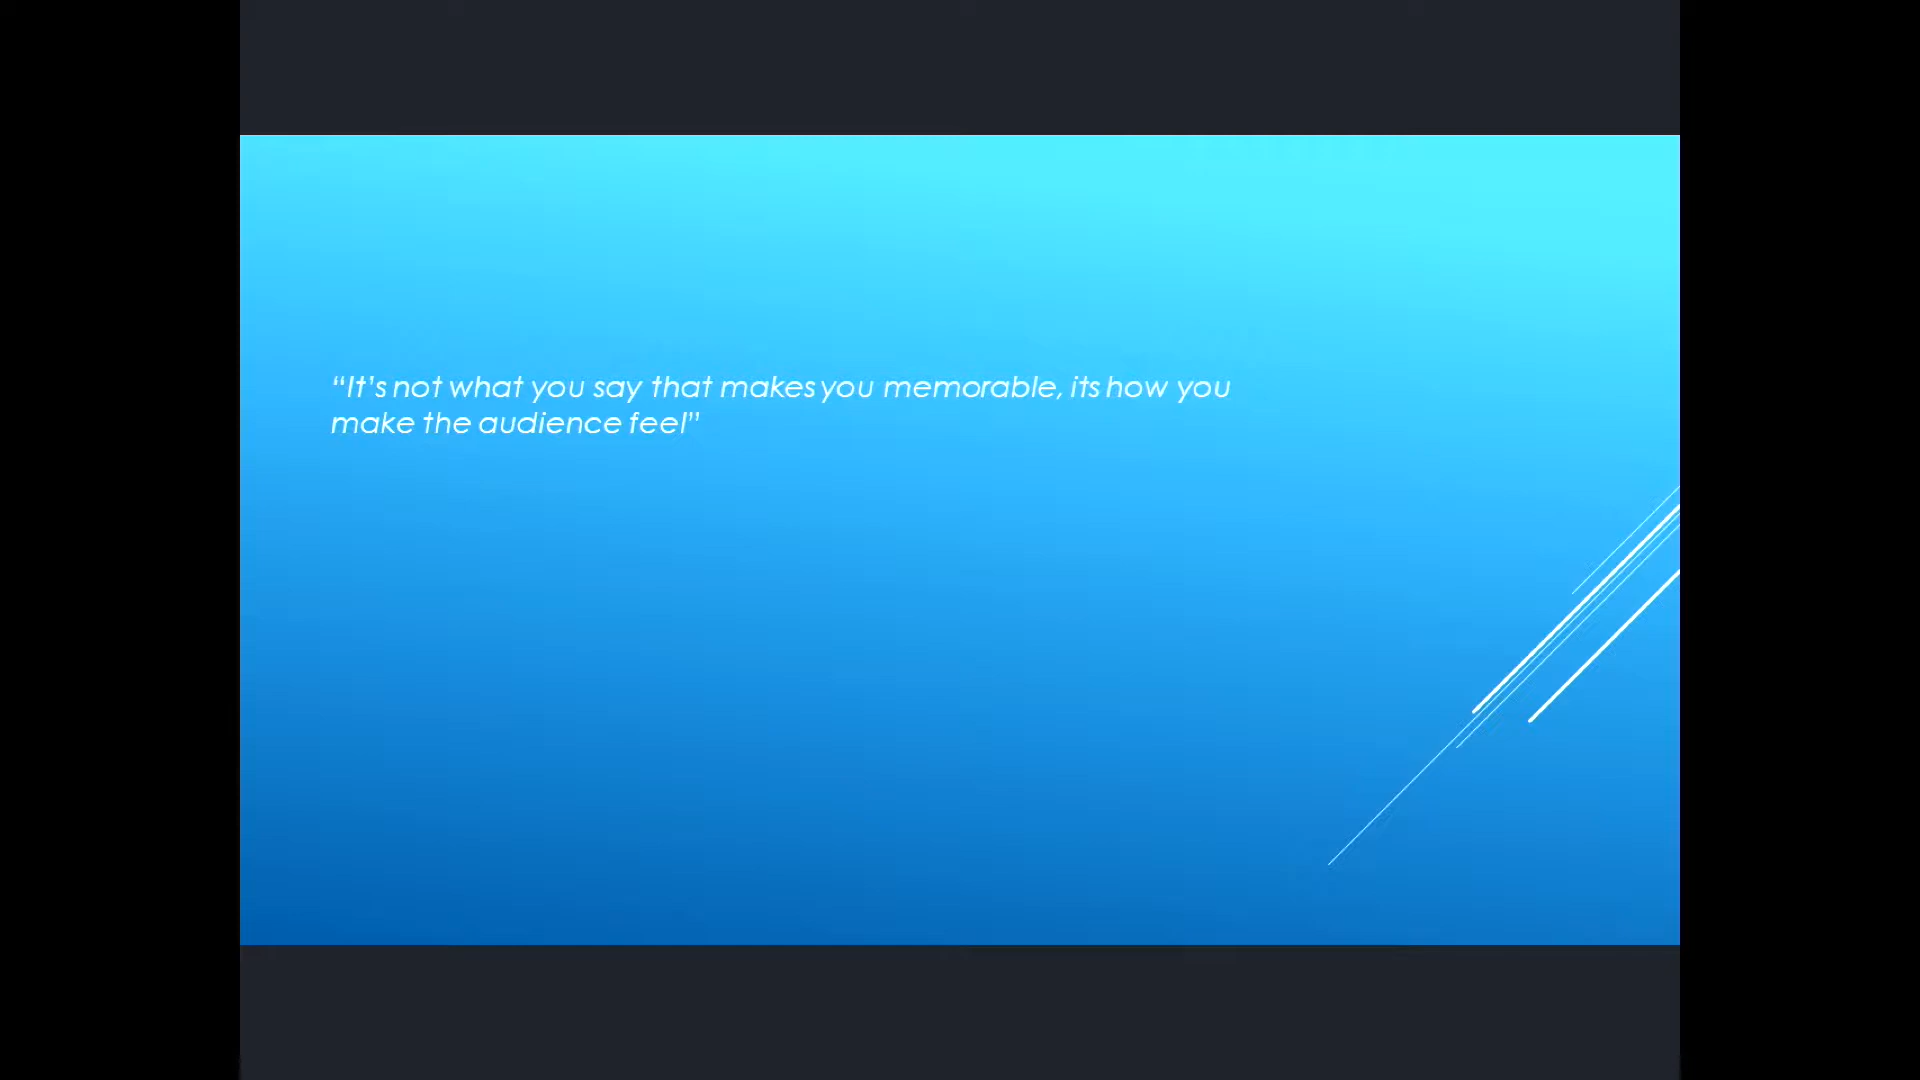 “It’s not what you say that makes you memorable, its how you
make the audience feel”